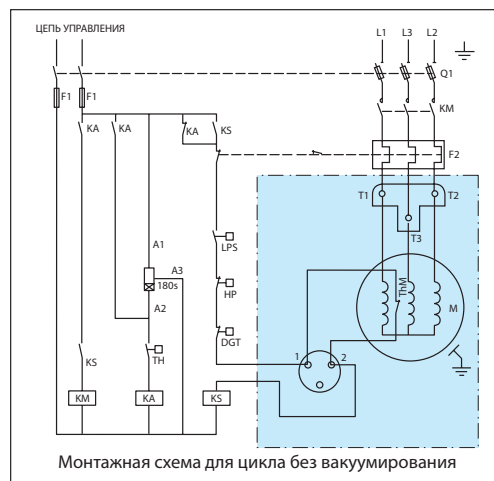 ЦЕПЬ УПРАВЛЕНИЯ
L1 L3 L2
Q1
F1 F1
KM
KA KA KA KS
F2
T1 T2
T3
A1
LPS
A3
180s
HP
ThM
M
A2
DGT
1 2
KS TH
KM KA KS
Монтажная схема для цикла без вакуумирования